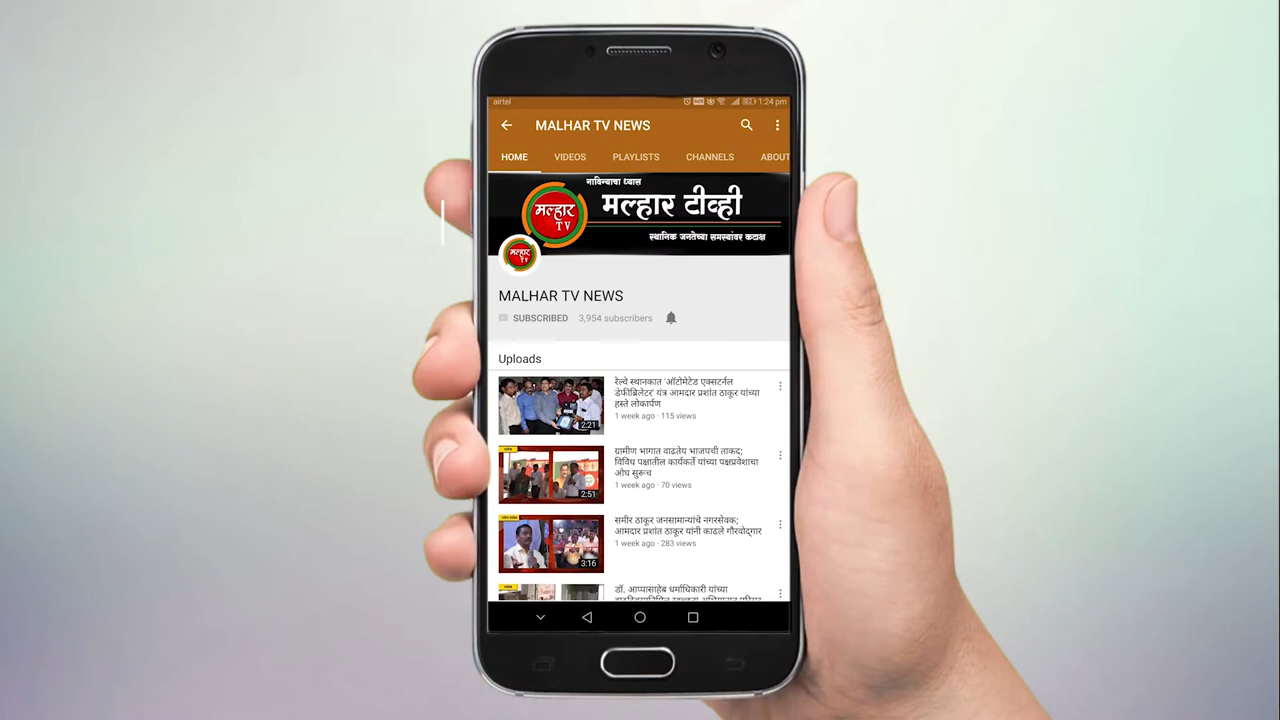 airtel 1:24 pm
MALHAR TV NEWS
HOME VIDEOS PLAYLISTS CHANNELS ABOUT
नाविन्याचा ध्यास
मल्हार टीव्ही
मल्हार
TV
स्थानिक जनतेच्या समस्यांवर कटाक्ष
मल्हार
TV
MALHAR TV NEWS
SUBSCRIBED 3,954 subscribers
Uploads
रेल्वे स्थानकात 'ऑटोमेटेड एक्सटर्नल
डेफीब्रिलेटर' यंत्र आमदार प्रशांत ठाकूर यांच्या
हस्ते लोकार्पण
1 week ago · 115 views
2:21
ग्रामीण भागात वाढतेय भाजपची ताकद;
विविध पक्षातील कार्यकर्ते यांच्या पक्षप्रवेशाचा
ओघ सुरूच
1 week ago · 70 views
2:51
समीर ठाकूर जनसामान्यांचे नगरसेवक;
आमदार प्रशांत ठाकूर यांनी काढले गौरवोद्गार
1 week ago · 283 views
3:16
डॉ. आप्पासाहेब धर्माधिकारी यांच्या